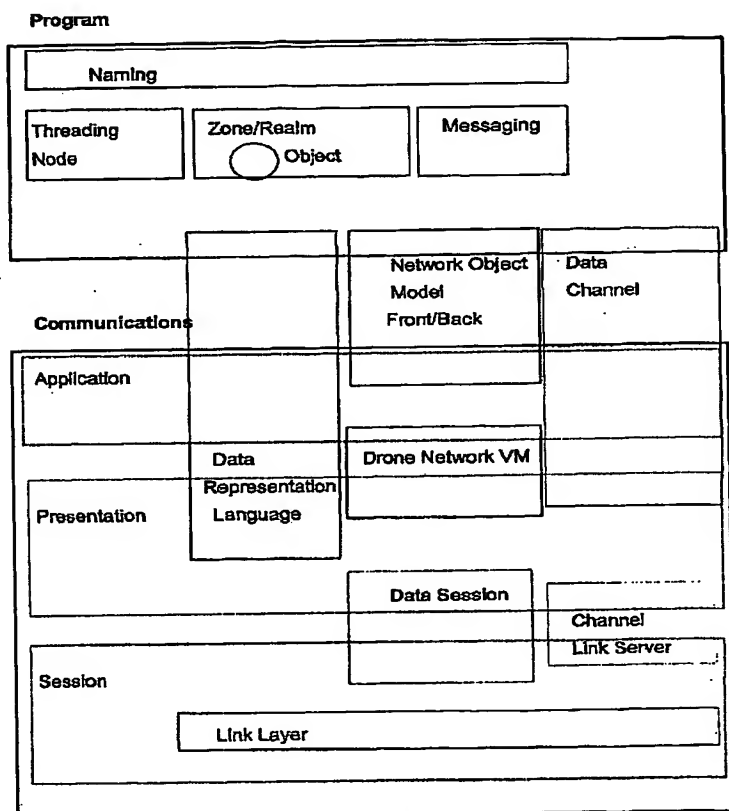 Program
Naming
Threading
Node
Zone/Realm
Object
Messaging
Network Object
Model
Front/Back
Data
Channel
Communications
Application
Data
Representation
Language
Drone Network VM
Presentation
Data Session
Channel
Link Server
Session
Link Layer